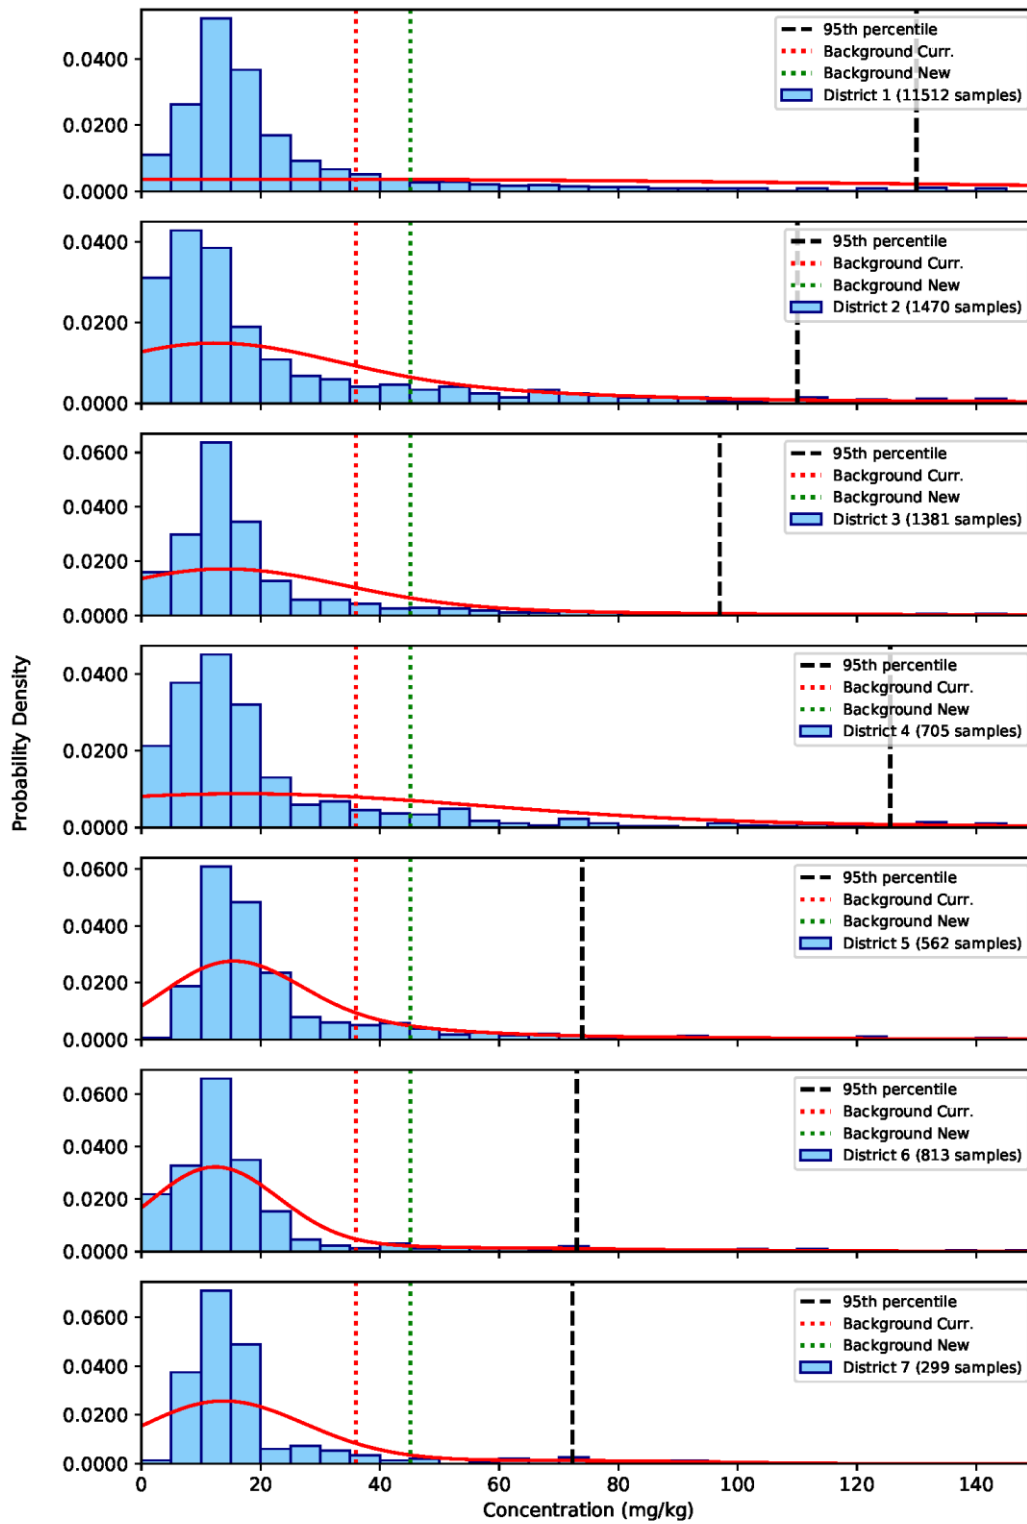 0.0400
0.0200
0.0000
95th percentile
Background Curr.
Background New
District 1 (11512 samples)
0.0400
0.0200
0.0000
95th percentile
Background Curr.
Background New
District 2 (1470 samples)
0.0600
0.0400
0.0200
0.0000
95th percentile
Background Curr.
Background New
District 3 (1381 samples)
Probability Density
0.0400
0.0200
0.0000
95th percentile
Background Curr.
Background New
District 4 (705 samples)
0.0600
0.0400
0.0200
0.0000
95th percentile
Background Curr.
Background New
District 5 (562 samples)
0.0600
0.0400
0.0200
0.0000
95th percentile
Background Curr.
Background New
District 6 (813 samples)
0.0600
0.0400
0.0200
0.0000
95th percentile
Background Curr.
Background New
District 7 (299 samples)
0 20 40 60 80 100 120 140
Concentration (mg/kg)